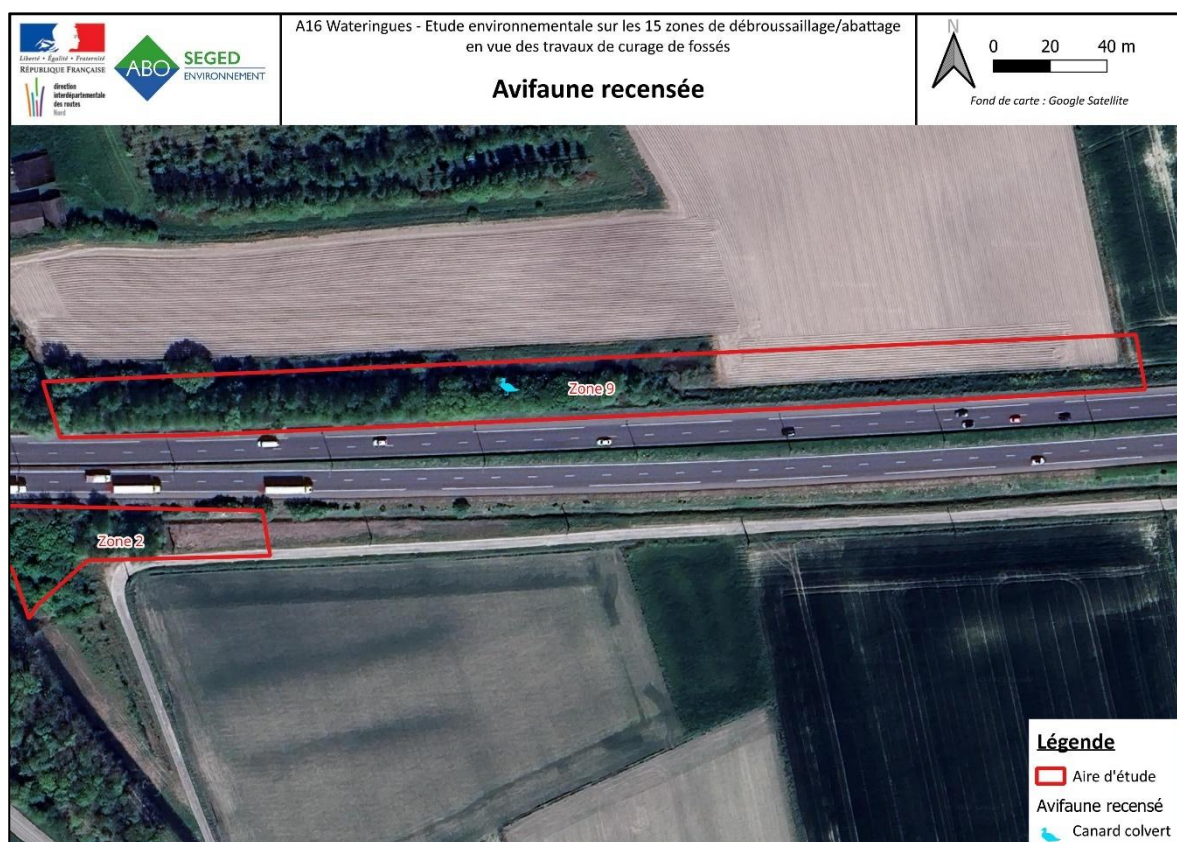 Liberté • Égalité • Fraternité
RÉPUBLIQUE FRANÇAISE
direction
interdépartementale
des routes
Nord
ABO
SEGED
ENVIRONNEMENT
A16 Wateringues - Etude environnementale sur les 15 zones de débroussaillage/abattage
en vue des travaux de curage de fossés
Avifaune recensée
N
0 20 40 m
Fond de carte : Google Satellite
Zone 9
Zone 2
Légende
Aire d'étude
Avifaune recensé
Canard colvert